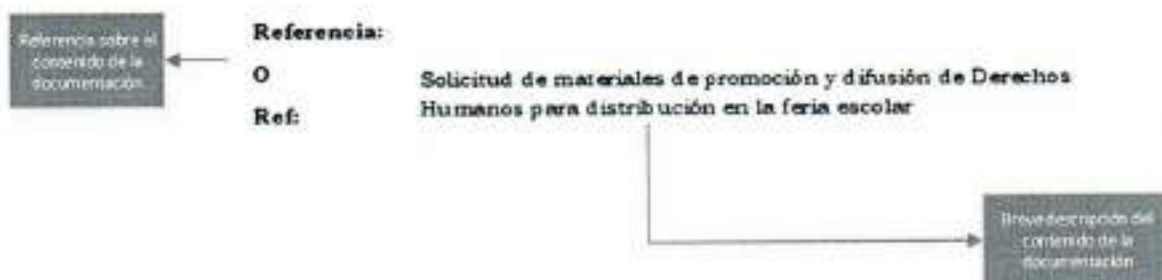 Referencia sobre el
contenido de la
documentación
Referencia:
O
Ref:
Solicitud de materiales de promoción y difusión de Derechos
Humanos para distribución en la feria escolar
Breve descripción del
contenido de la
documentación